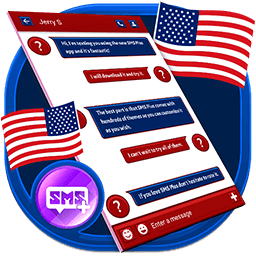 Jerry S
Hi, I'm texting you using the new SMS Plus
app and it's fantastic!
I will download it and try it.
The best part is that SMS Plus comes with
hundreds of themes so you can customize it
as you wish.
I can't wait to try all of them.
If you love SMS Plus don't hesitate to rate it.
Enter a message
SMS